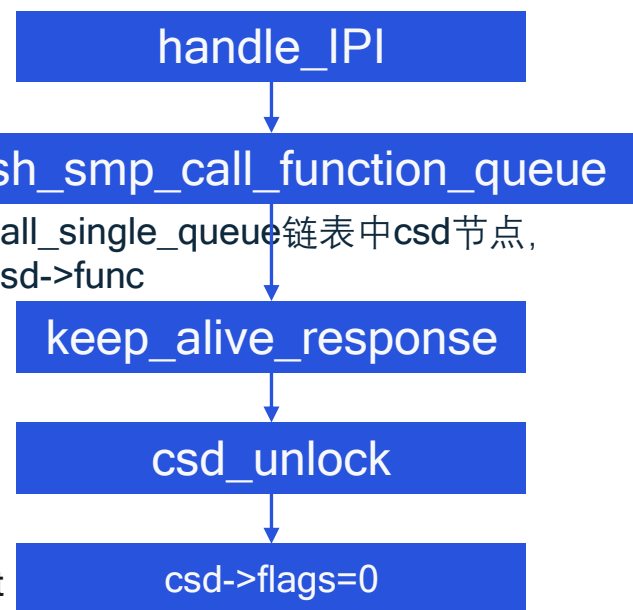 handle_IPI
sh_smp_call_function_queue
all_single_queue链表中csd节点,
sd->func
keep_alive_response
csd_unlock
csd->flags=0
t